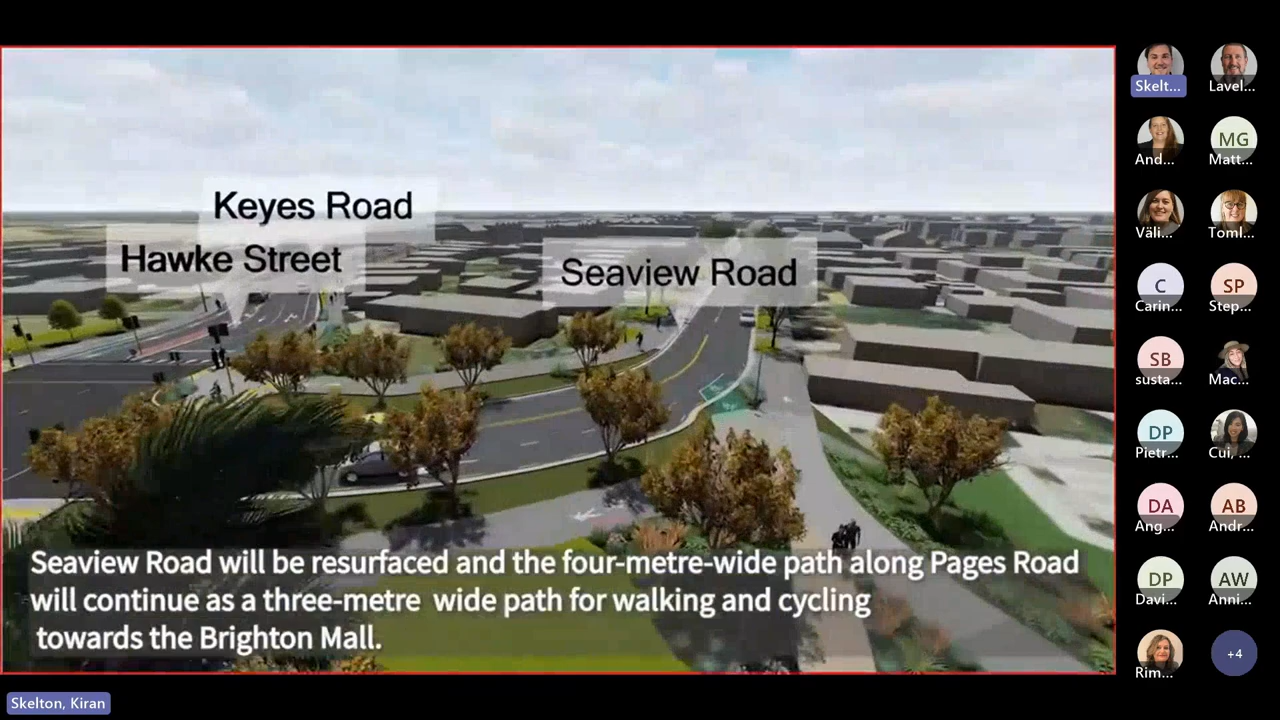 Keyes Road
Hawke Street
Seaview Road
Seaview Road will be resurfaced and the four-metre-wide path along Pages Road
will continue as a three-metre wide path for walking and cycling
towards the Brighton Mall.
Skelton, Kiran
Skelt...
Lavel...
And...
MG
Matt...
Väli...
Toml...
C
Carin...
SP
Step...
SB
susta...
Mac...
DP
Pietr...
Cui, ...
DA
Ang...
AB
Andr...
DP
Davi...
AW
Anni...
Rim...
+4